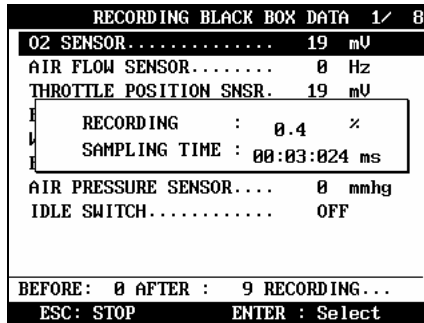 RECORDING BLACK BOX DATA 1/ 8
O2 SENSOR.............. 19 mV
AIR FLOW SENSOR........ 0 Hz
THROTTLE POSITION SNSR. 19 mV
RECORDING : 0.4 %
SAMPLING TIME : 00:03:024 ms
AIR PRESSURE SENSOR.... 0 mmhg
IDLE SWITCH............ OFF
BEFORE: 0 AFTER : 9 RECORDING...
ESC: STOP ENTER : Select